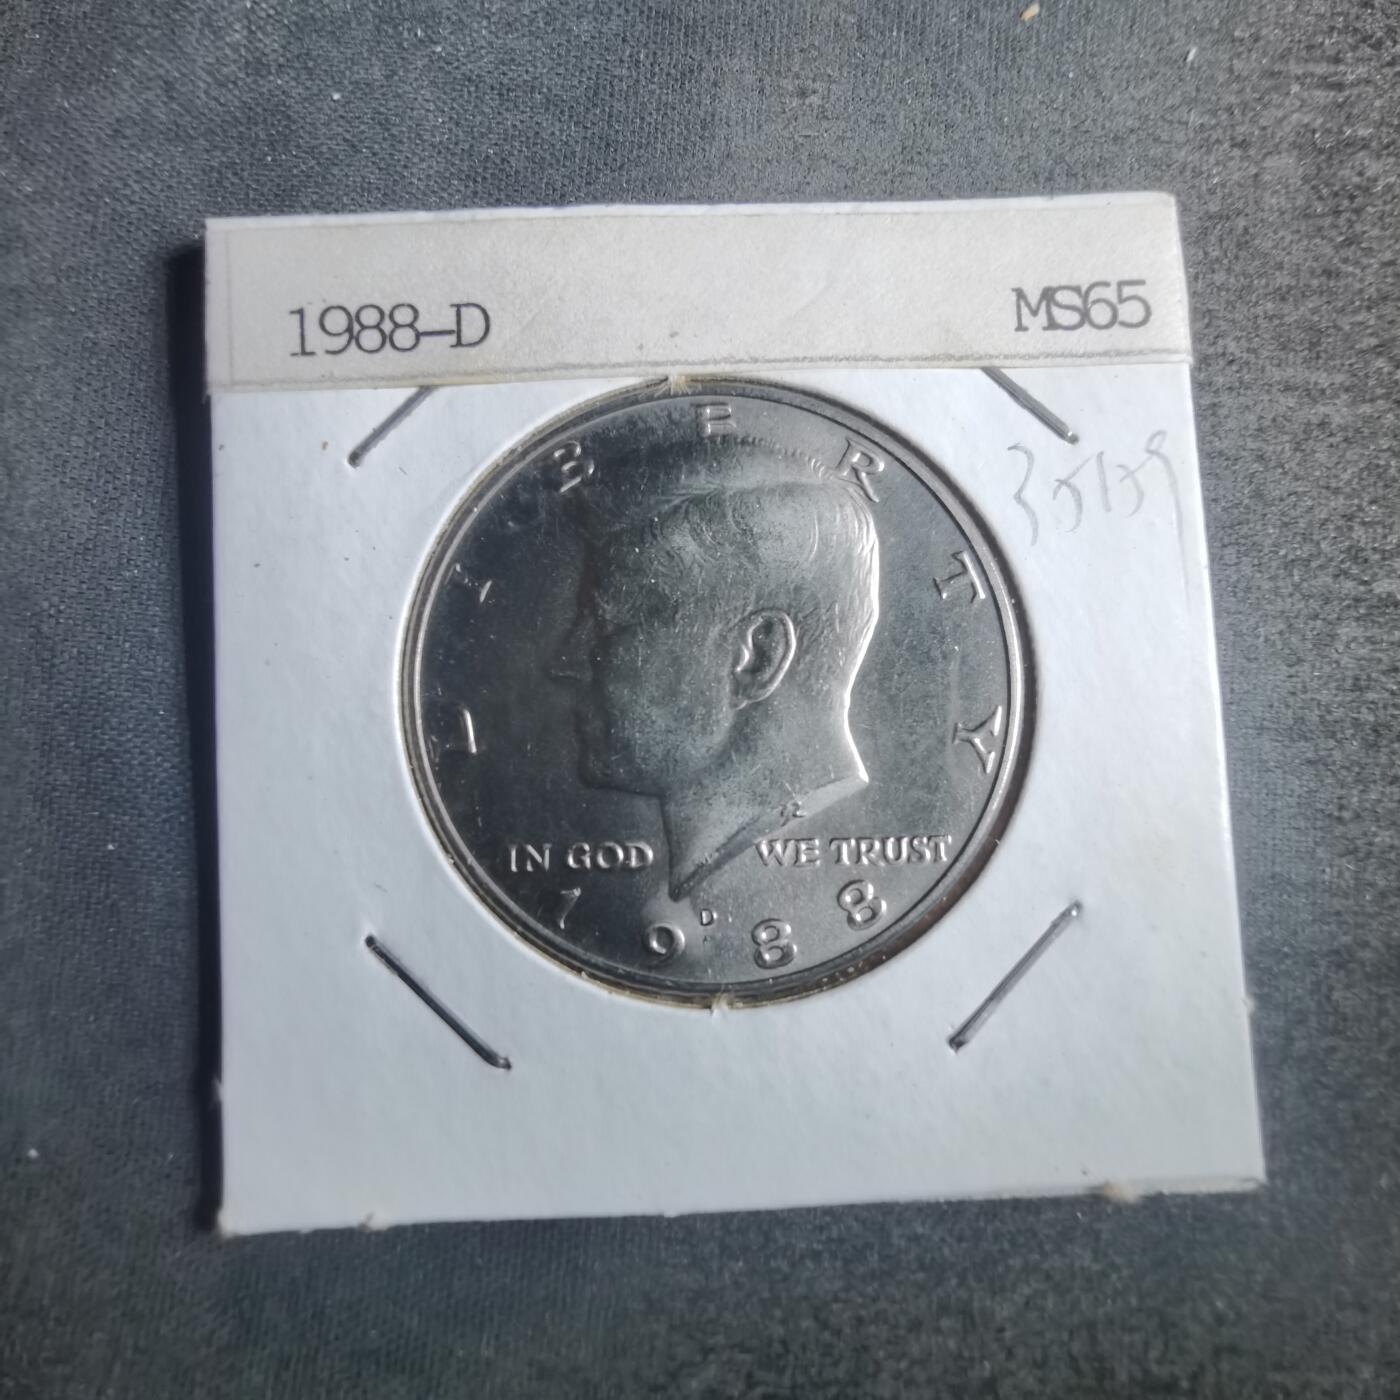 1988-D MS65
LIBERTY
IN GOD WE TRUST
D
1988